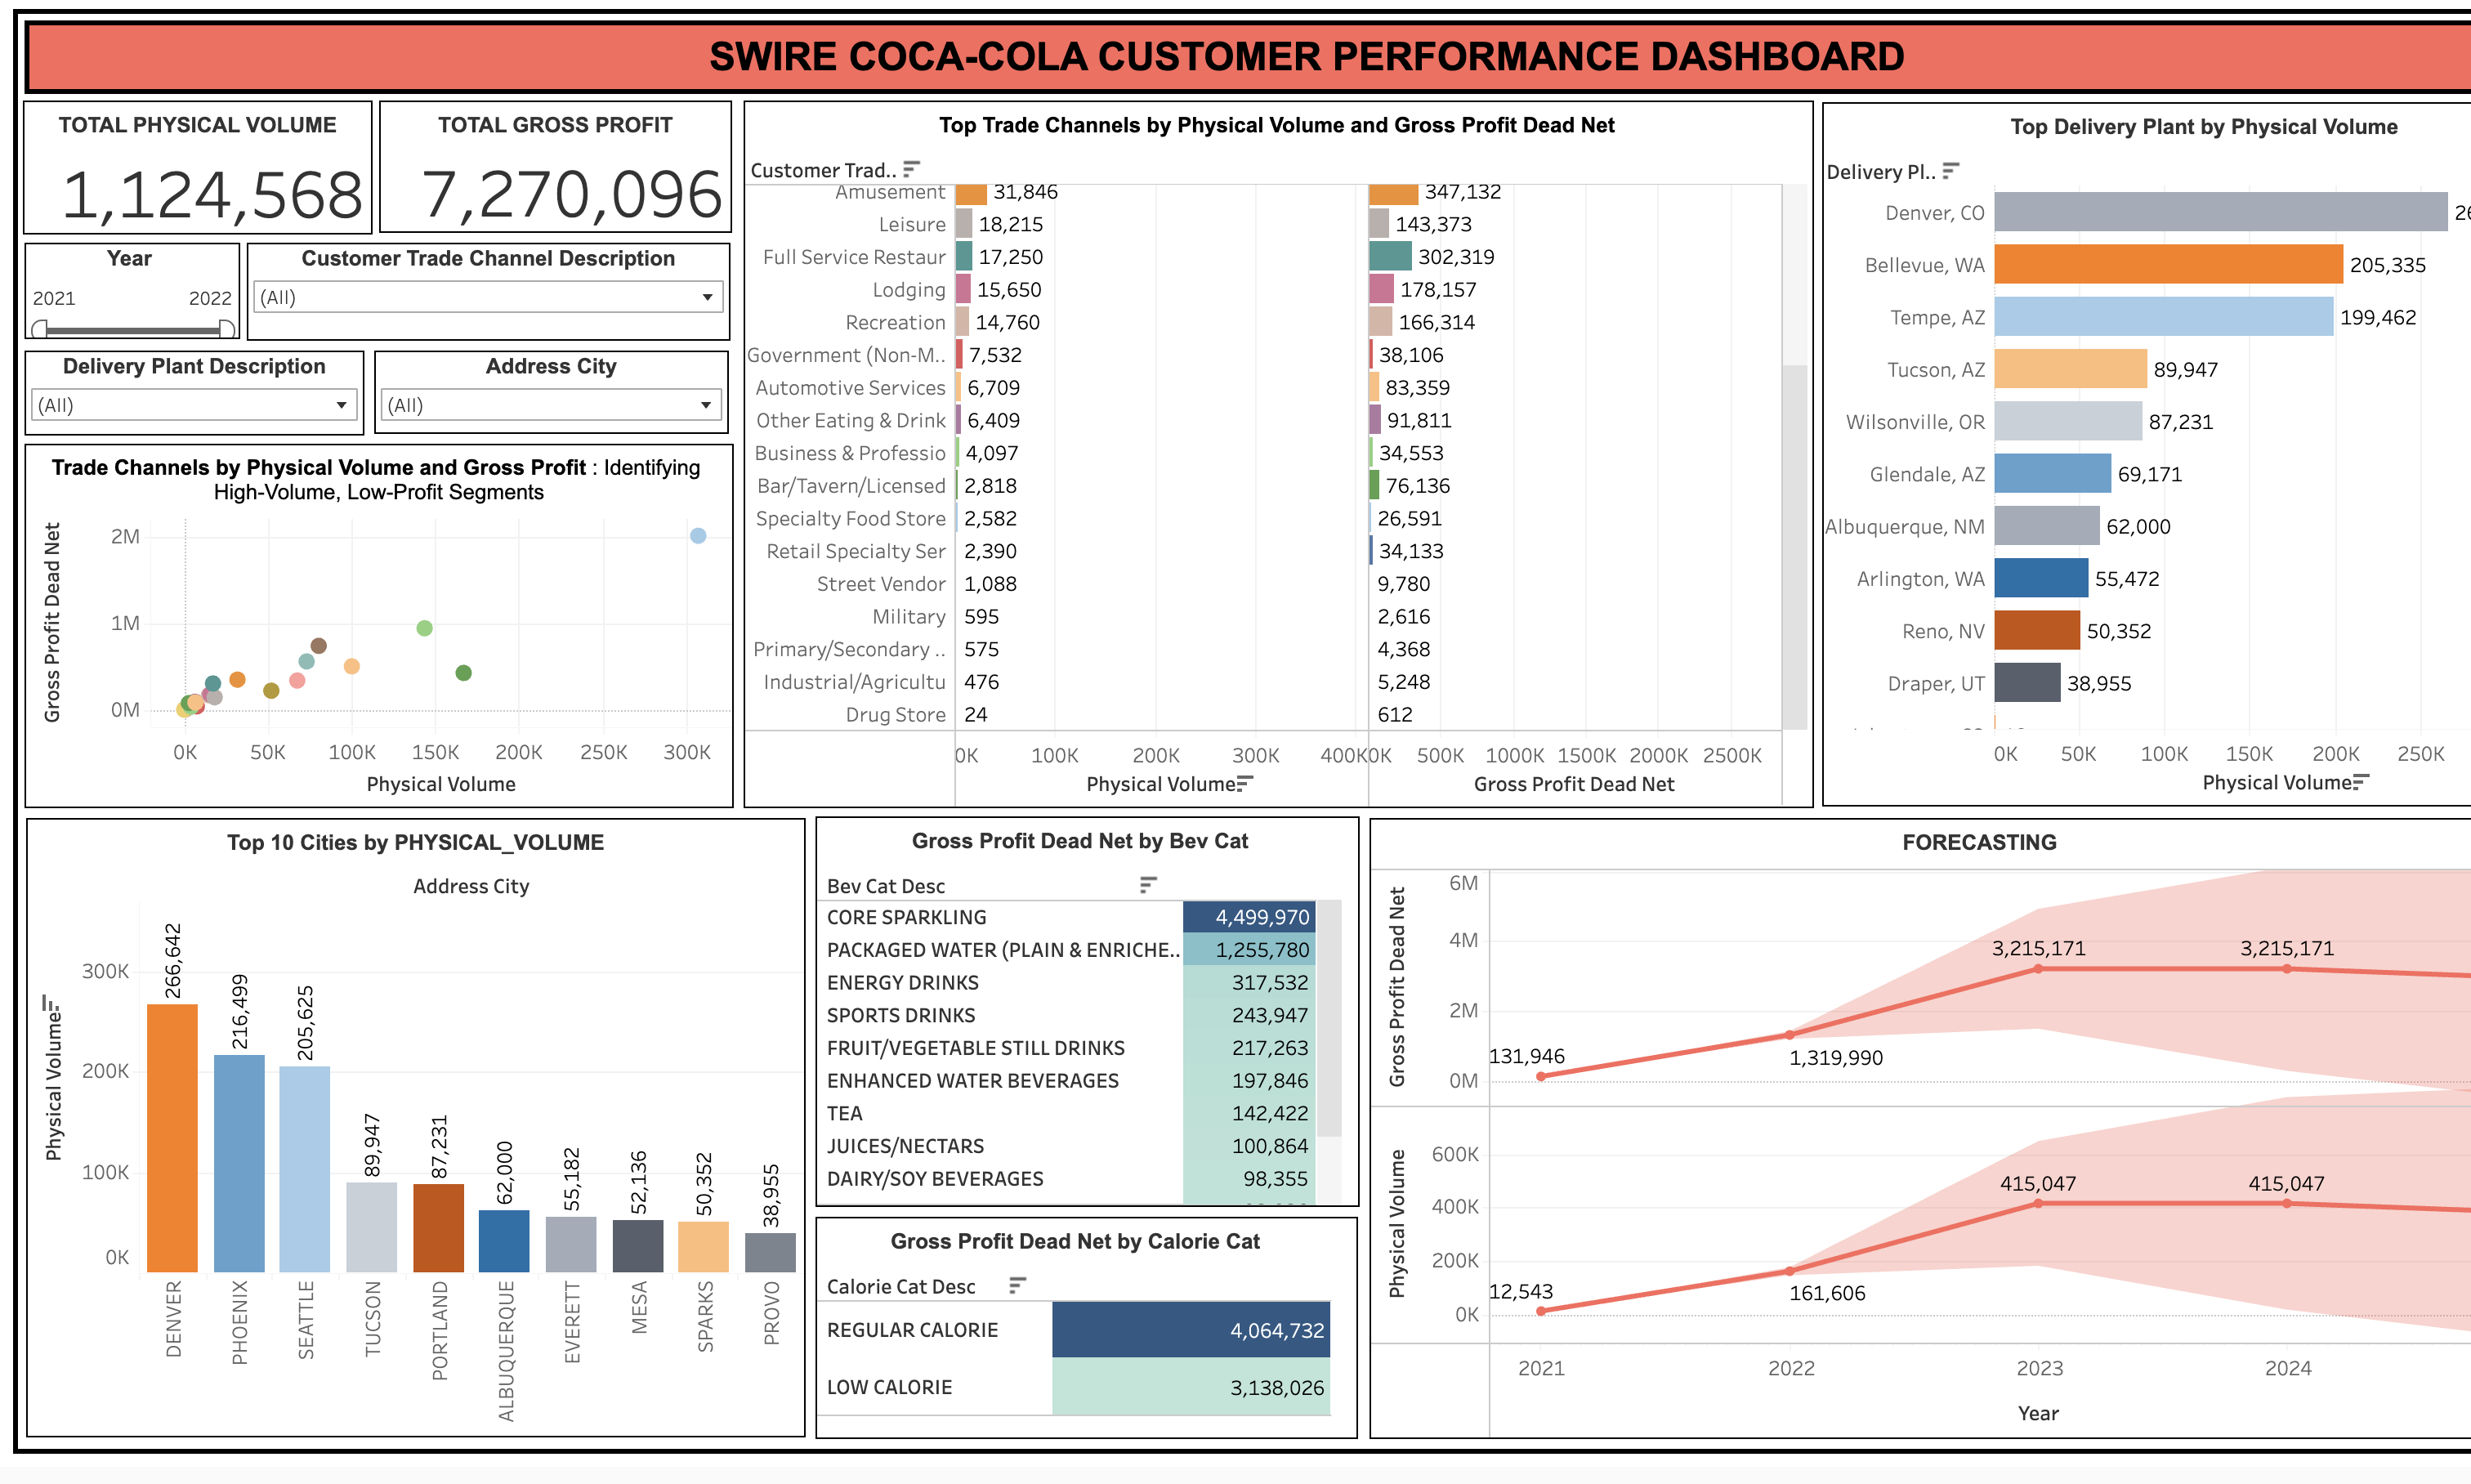 SWIRE COCA-COLA CUSTOMER PERFORMANCE DASHBOARD
TOTAL PHYSICAL VOLUME
1,124,568
TOTAL GROSS PROFIT
7,270,096
Year
2021 2022
Customer Trade Channel Description
(All)
Delivery Plant Description
(All)
Address City
(All)
Trade Channels by Physical Volume and Gross Profit : Identifying
High-Volume, Low-Profit Segments
Gross Profit Dead Net
2M
1M
0M
0K 50K 100K 150K 200K 250K 300K
Physical Volume
Top Trade Channels by Physical Volume and Gross Profit Dead Net
Customer Trad..
Amusement 31,846 347,132
Leisure 18,215 143,373
Full Service Restaur 17,250 302,319
Lodging 15,650 178,157
Recreation 14,760 166,314
Government (Non-M.. 7,532 38,106
Automotive Services 6,709 83,359
Other Eating & Drink 6,409 91,811
Business & Professio 4,097 34,553
Bar/Tavern/Licensed 2,818 76,136
Specialty Food Store 2,582 26,591
Retail Specialty Ser 2,390 34,133
Street Vendor 1,088 9,780
Military 595 2,616
Primary/Secondary .. 575 4,368
Industrial/Agricultu 476 5,248
Drug Store 24 612
0K 100K 200K 300K 400K 0K 500K 1000K 1500K 2000K 2500K
Physical Volume Gross Profit Dead Net
Top Delivery Plant by Physical Volume
Delivery Pl..
Denver, CO
Bellevue, WA 205,335
Tempe, AZ 199,462
Tucson, AZ 89,947
Wilsonville, OR 87,231
Glendale, AZ 69,171
Albuquerque, NM 62,000
Arlington, WA 55,472
Reno, NV 50,352
Draper, UT 38,955
0K 50K 100K 150K 200K 250K
Physical Volume
Top 10 Cities by PHYSICAL_VOLUME
Address City
Physical Volume
300K
200K
100K
0K
266,642 216,499 205,625 89,947 87,231 62,000 55,182 52,136 50,352 38,955
DENVER PHOENIX SEATTLE TUCSON PORTLAND ALBUQUERQUE EVERETT MESA SPARKS PROVO
Gross Profit Dead Net by Bev Cat
Bev Cat Desc
CORE SPARKLING 4,499,970
PACKAGED WATER (PLAIN & ENRICHE.. 1,255,780
ENERGY DRINKS 317,532
SPORTS DRINKS 243,947
FRUIT/VEGETABLE STILL DRINKS 217,263
ENHANCED WATER BEVERAGES 197,846
TEA 142,422
JUICES/NECTARS 100,864
DAIRY/SOY BEVERAGES 98,355
Gross Profit Dead Net by Calorie Cat
Calorie Cat Desc
REGULAR CALORIE 4,064,732
LOW CALORIE 3,138,026
FORECASTING
Gross Profit Dead Net
6M
4M
2M
0M
131,946
1,319,990
3,215,171
3,215,171
Physical Volume
600K
400K
200K
0K
12,543
161,606
415,047
415,047
2021 2022 2023 2024
Year